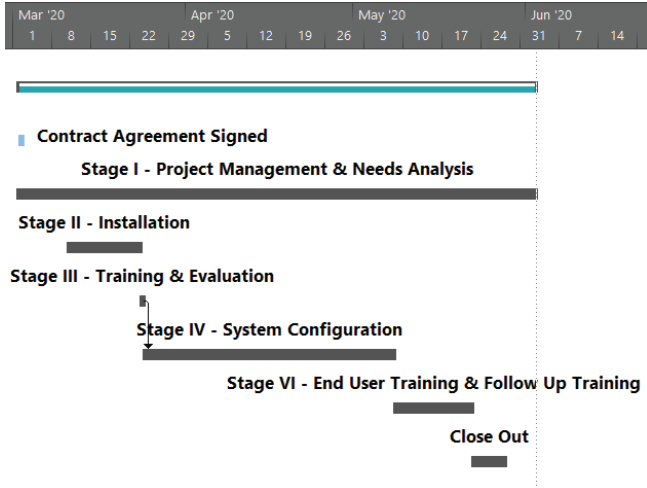 Mar '20 Apr '20 May '20 Jun '20
1 8 15 22 29 5 12 19 26 3 10 17 24 31 7 14
Contract Agreement Signed
Stage I - Project Management & Needs Analysis
Stage II - Installation
Stage III - Training & Evaluation
Stage IV - System Configuration
Stage VI - End User Training & Follow Up Training
Close Out